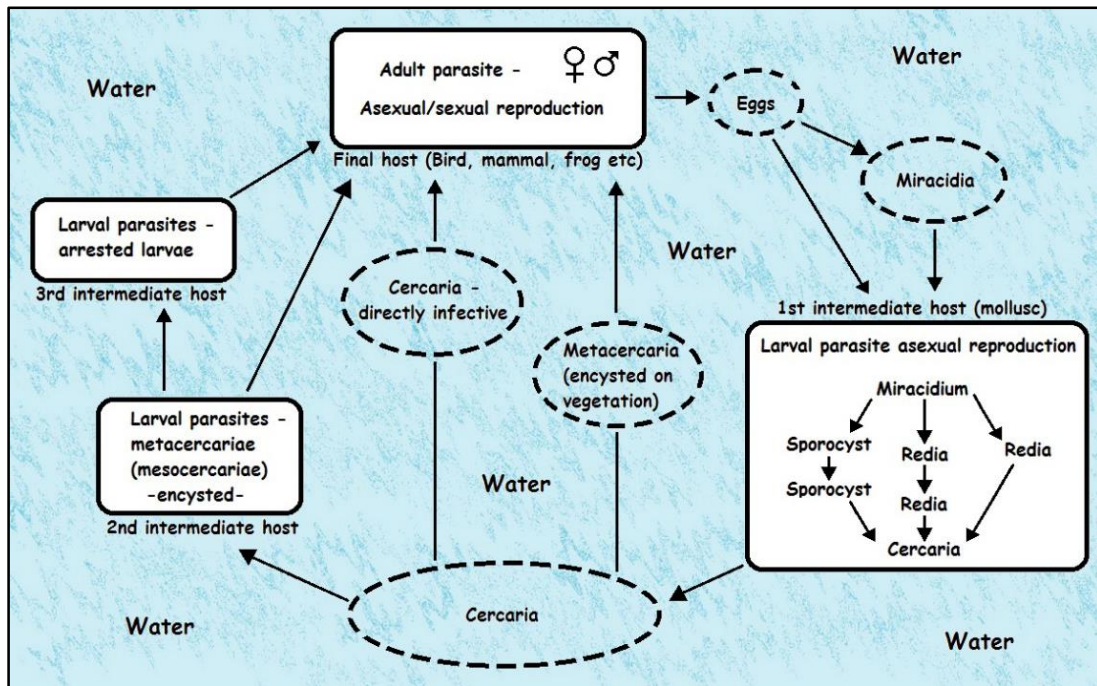 Water
Adult parasite - ♀ ♂
Asexual/sexual reproduction
Final host (Bird, mammal, frog etc)
Eggs
Water
Miracidia
Larval parasites -
arrested larvae
3rd intermediate host
Cercaria -
directly infective
Water
Metacercaria
(encysted on
vegetation)
1st intermediate host (mollusc)
Larval parasite asexual reproduction
Miracidium
Sporocyst
Redia
Redia
Sporocyst
Redia
Cercaria
Larval parasites -
metacercariae
(mesocercariae)
-encysted-
2nd intermediate host
Water
Cercaria
Water
Water